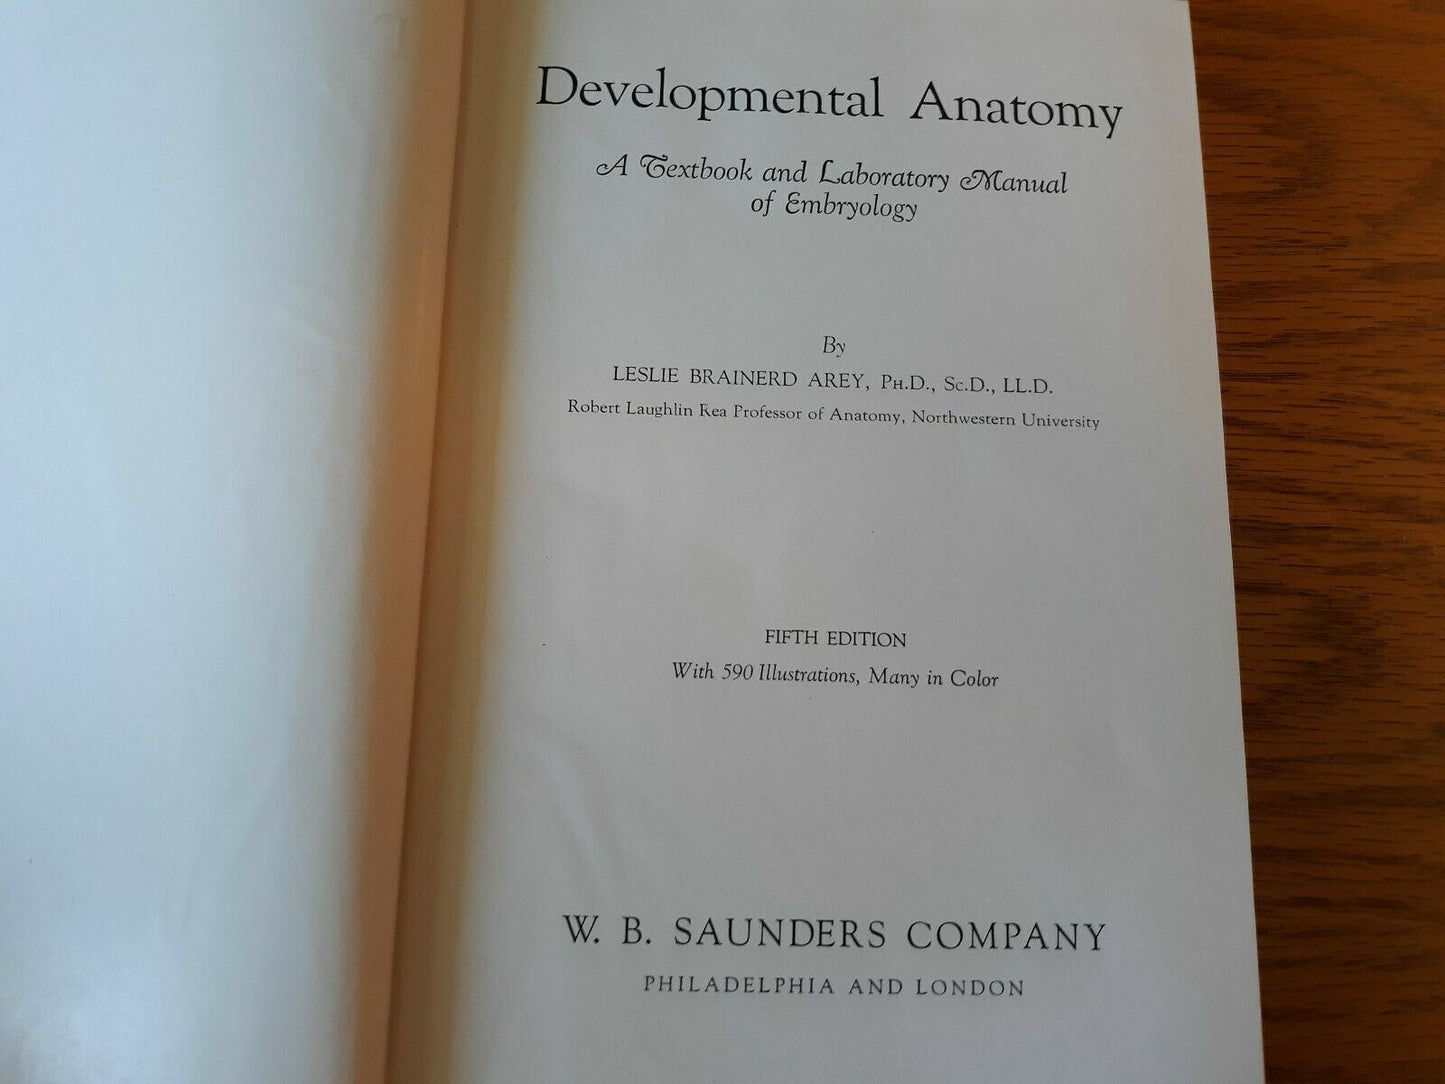 Developmental Anatomy
A Textbook and Laboratory Manual
of Embryology
By
LESLIE BRAINERD AREY, PH.D., SC.D., LL.D.
Robert Laughlin Rea Professor of Anatomy, Northwestern University
FIFTH EDITION
With 590 Illustrations, Many in Color
W. B. SAUNDERS COMPANY
PHILADELPHIA AND LONDON